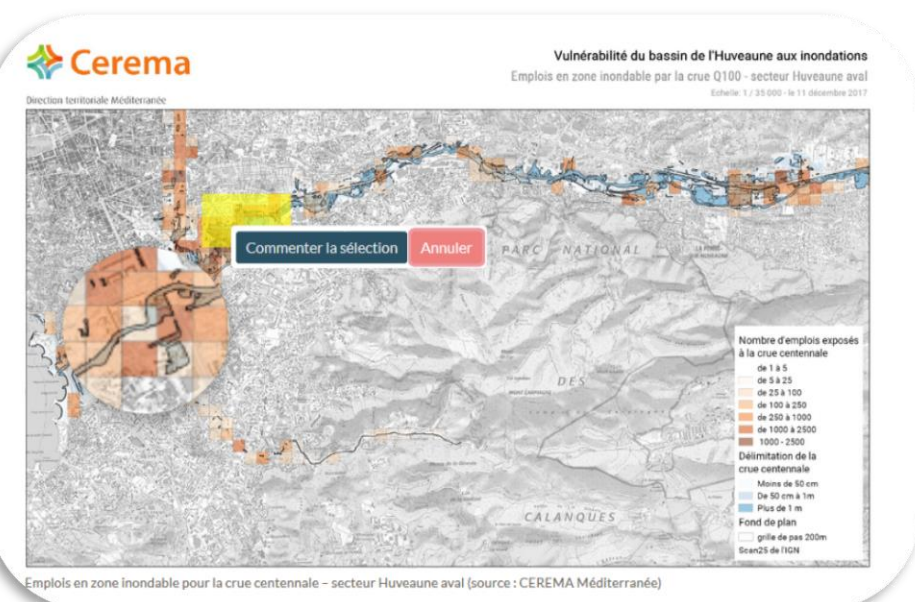 Cerema
Direction territoriale Méditerranée
Vulnérabilité du bassin de l'Huveaune aux inondations
Emplois en zone inondable par la crue Q100 - secteur Huveaune aval
Echelle: 1 / 35 000 - le 11 décembre 2017
Commenter la sélection
Annuler
PARC NATIONAL
DES
CALANQUES
Nombre d'emplois exposés
à la crue centennale
de 1 à 5
de 5 à 25
de 25 à 100
de 100 à 250
de 250 à 1000
de 1000 à 2500
1000 - 2500
Délimitation de la
crue centennale
Moins de 50 cm
De 50 cm à 1m
Plus de 1 m
Fond de plan
grille de pas 200m
Scan25 de l'IGN
Emplois en zone inondable pour la crue centennale – secteur Huveaune aval (source : CEREMA Méditerranée)